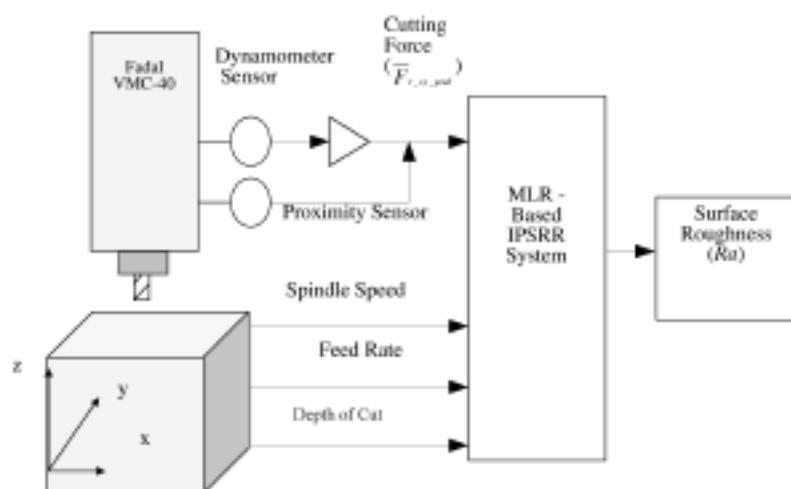 Fadal
VMC-40
Dynamometer
Sensor
Cutting
Force
Proximity Sensor
MLR -
Based
IPSRR
System
Surface
Roughness
(Ra)
Spindle Speed
Feed Rate
Depth of Cut
z
y
x